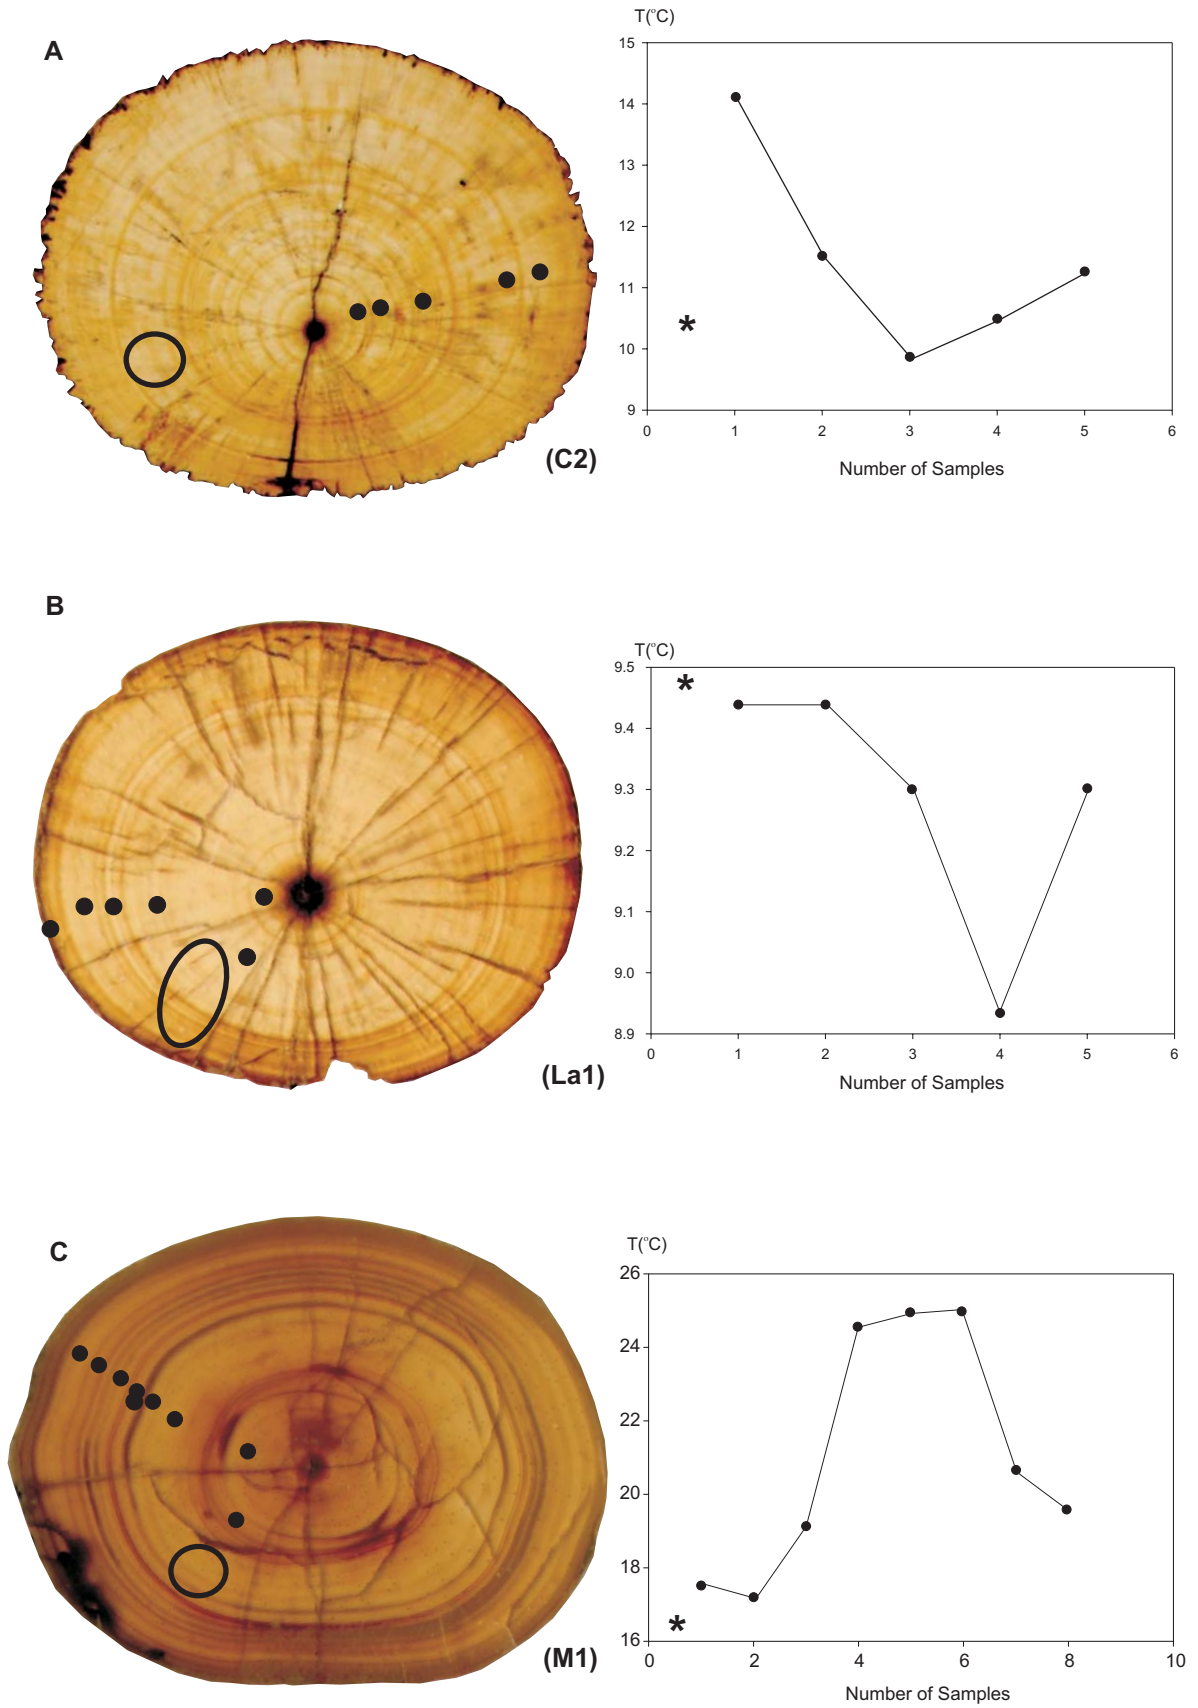 A
T(°C)
15
14
13
12
11
10
9
*
0 1 2 3 4 5 6
Number of Samples
(C2)
B
T(°C)
9.5
9.4
9.3
9.2
9.1
9.0
8.9
*
0 1 2 3 4 5 6
Number of Samples
(La1)
C
T(°C)
26
24
22
20
18
16
*
0 2 4 6 8 10
Number of Samples
(M1)